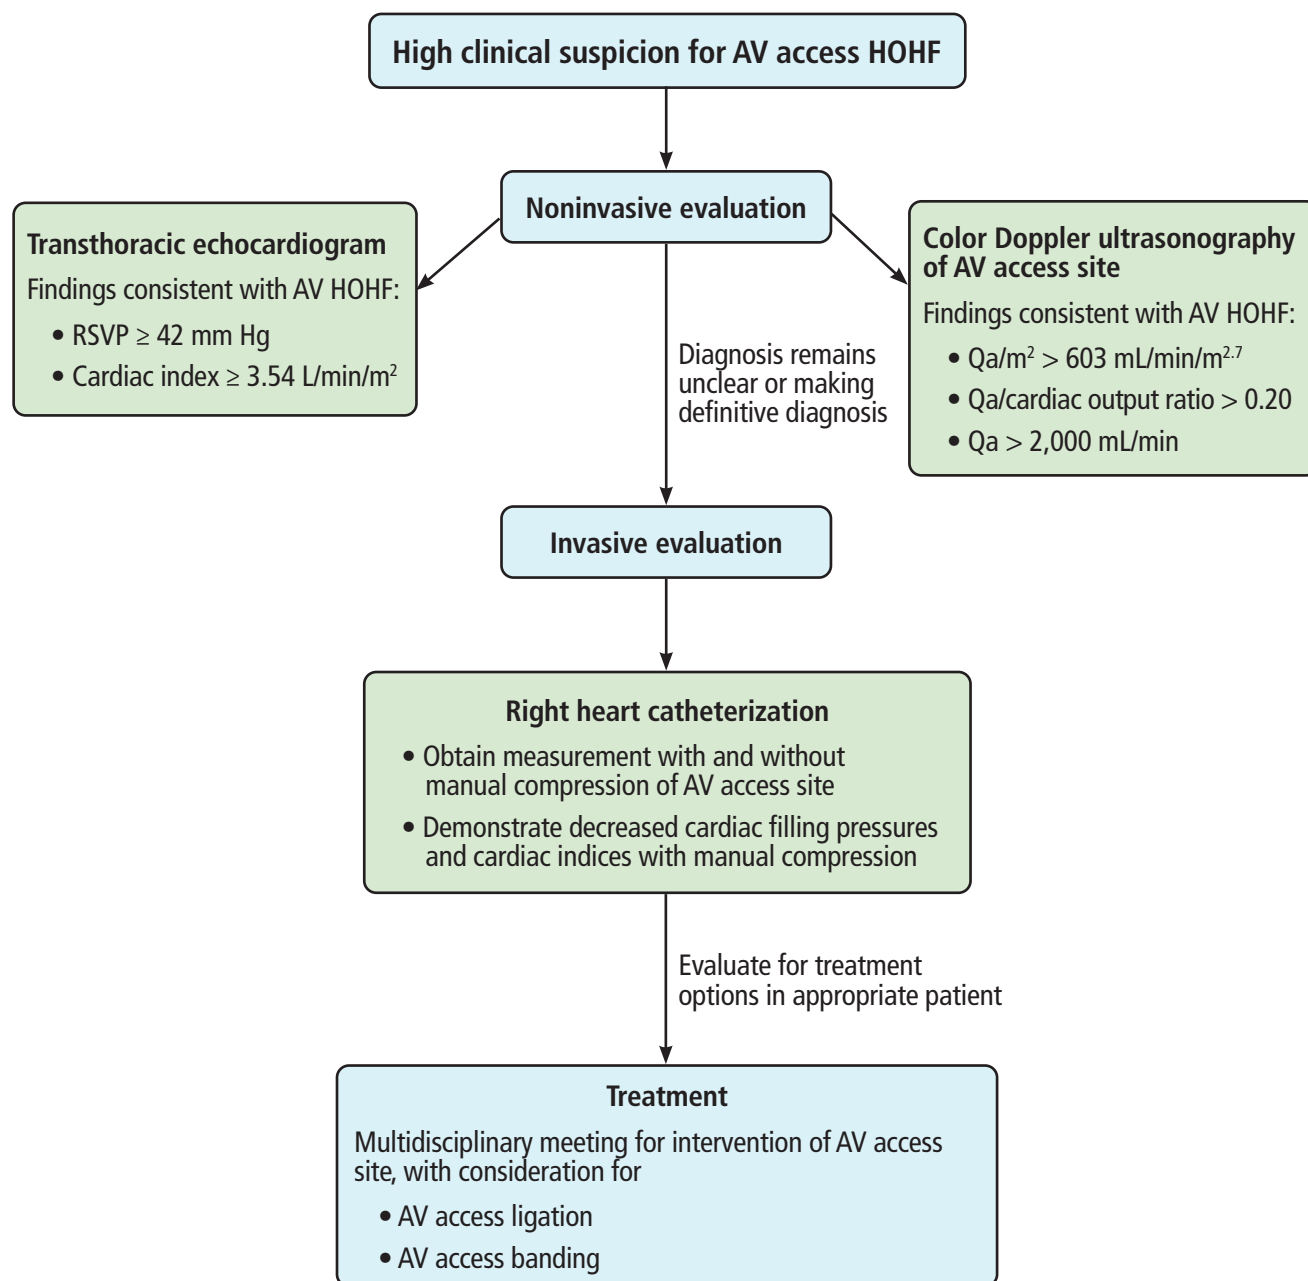 High clinical suspicion for AV access HOHF
Noninvasive evaluation
Transthoracic echocardiogram
Findings consistent with AV HOHF:
• RSVP ≥ 42 mm Hg
• Cardiac index ≥ 3.54 L/min/m²
Color Doppler ultrasonography
of AV access site
Findings consistent with AV HOHF:
• Qa/m² > 603 mL/min/m²·⁷
• Qa/cardiac output ratio > 0.20
• Qa > 2,000 mL/min
Diagnosis remains
unclear or making
definitive diagnosis
Invasive evaluation
Right heart catheterization
• Obtain measurement with and without
manual compression of AV access site
• Demonstrate decreased cardiac filling pressures
and cardiac indices with manual compression
Evaluate for treatment
options in appropriate patient
Treatment
Multidisciplinary meeting for intervention of AV access
site, with consideration for
• AV access ligation
• AV access banding